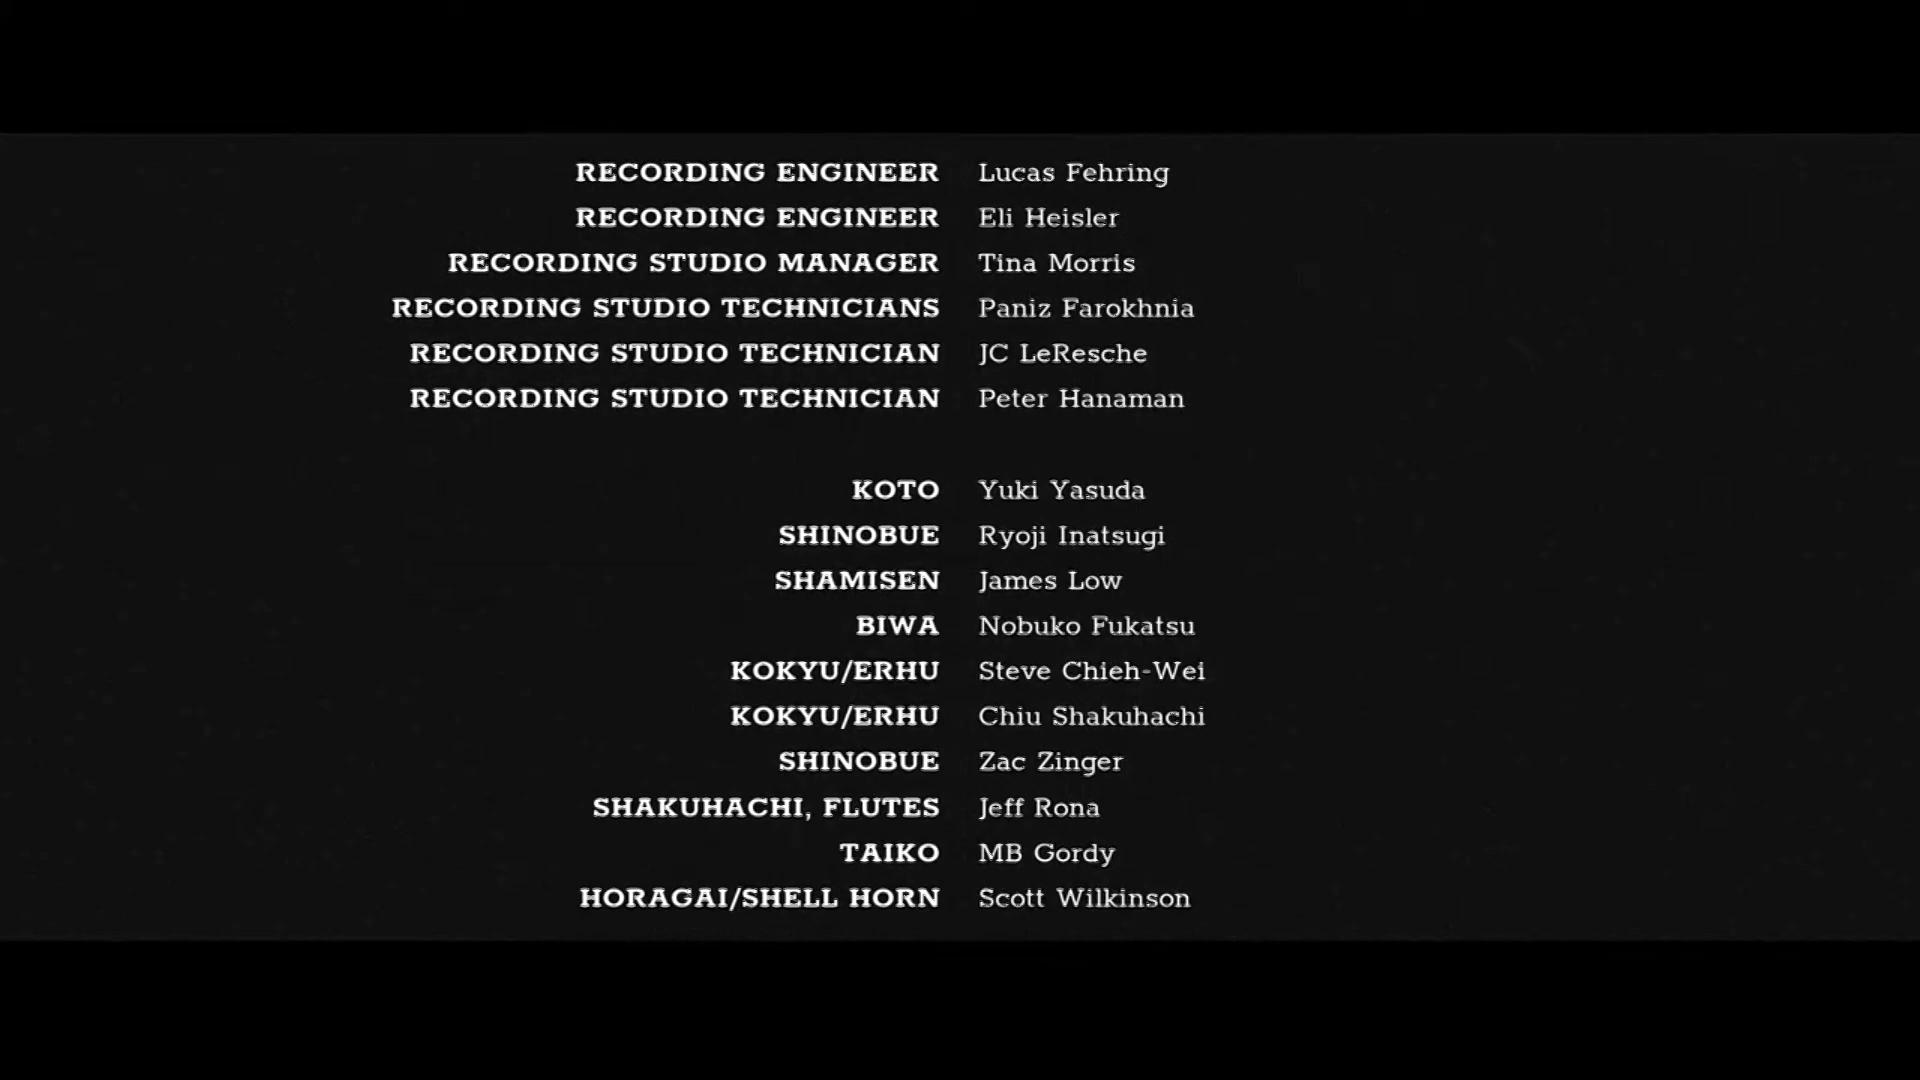 RECORDING ENGINEER Lucas Fehring
RECORDING ENGINEER Eli Heisler
RECORDING STUDIO MANAGER Tina Morris
RECORDING STUDIO TECHNICIANS Paniz Farokhnia
RECORDING STUDIO TECHNICIAN JC LeResche
RECORDING STUDIO TECHNICIAN Peter Hanaman
KOTO Yuki Yasuda
SHINOBUE Ryoji Inatsugi
SHAMISEN James Low
BIWA Nobuko Fukatsu
KOKYU/ERHU Steve Chieh-Wei
KOKYU/ERHU Chiu Shakuhachi
SHINOBUE Zac Zinger
SHAKUHACHI, FLUTES Jeff Rona
TAIKO MB Gordy
HORAGAI/SHELL HORN Scott Wilkinson